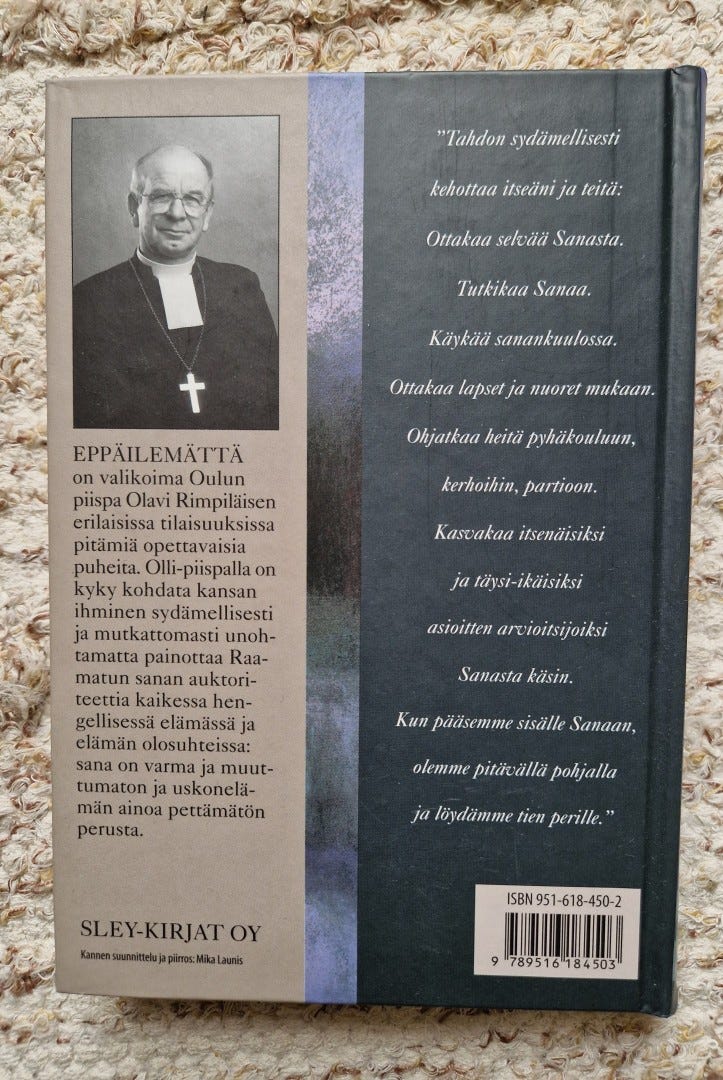 EPPÄILEMÄTTÄ
on valikoima Oulun
piispa Olavi Rimpiläisen
erilaisissa tilaisuuksissa
pitämiä opettavaisia
puheita. Olli-piispalla on
kyky kohdata kansan
ihminen sydämellisesti
ja mutkattomasti unoh-
tamatta painottaa Raa-
matun sanan auktori-
teettia kaikessa hen-
gellisessä elämässä ja
elämän olosuhteissa:
sana on varma ja muut-
tumaton ja uskonelä-
män ainoa pettämätön
perusta.
SLEY-KIRJAT OY
Kannen suunnittelu ja piirros: Mika Launis
”Tahdon sydämellisesti
kehottaa itseäni ja teitä:
Ottakaa selvää Sanasta.
Tutkikaa Sanaa.
Käykää sanankuulossa.
Ottakaa lapset ja nuoret mukaan.
Ohjatkaa heitä pyhäkouluun,
kerhoihin, partioon.
Kasvakaa itsenäisiksi
ja täysi-ikäisiksi
asioitten arvioitsijoiksi
Sanasta käsin.
Kun pääsemme sisälle Sanaan,
olemme pitävällä pohjalla
ja löydämme tien perille.”
ISBN 951-618-450-2
9 789516 184503